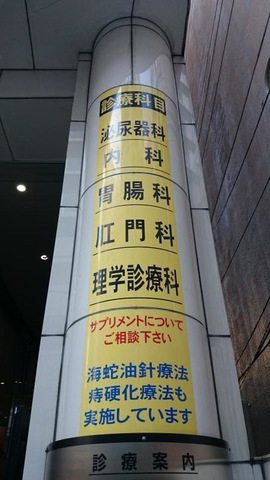 診療科目
泌尿器科
内科
胃腸科
肛門科
理学診療科
サプリメントについて
ご相談下さい
海蛇油針療法
痔硬化療法も
実施しています
診療案内